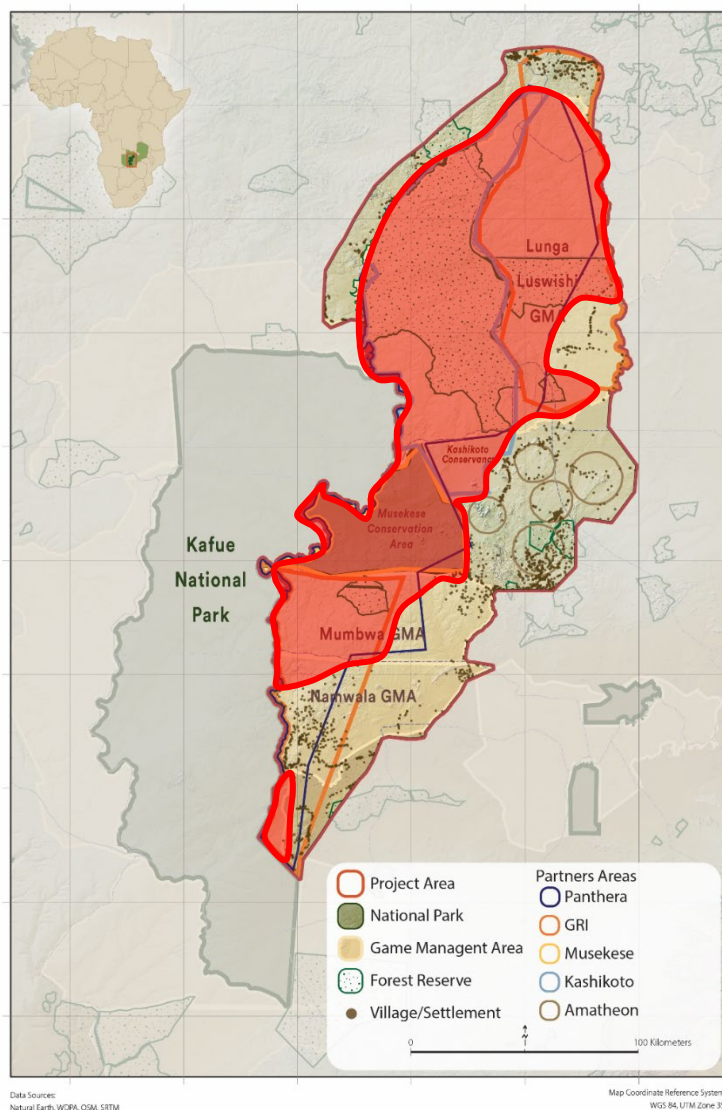 Lunga
Luswishi
GMA
Kashikoto
Conservancy
Musekese
Conservation
Area
Kafue
National
Park
Mumbwa GMA
Namwala GMA
Project Area
National Park
Game Managent Area
Forest Reserve
Village/Settlement
Partners Areas
Panthera
GRI
Musekese
Kashikoto
Amatheon
0
100 Kilometers
Data Sources:
Natural Earth, WDPA, OSM, SRTM
Map Coordinate Reference System
WGS 84, UTM Zone